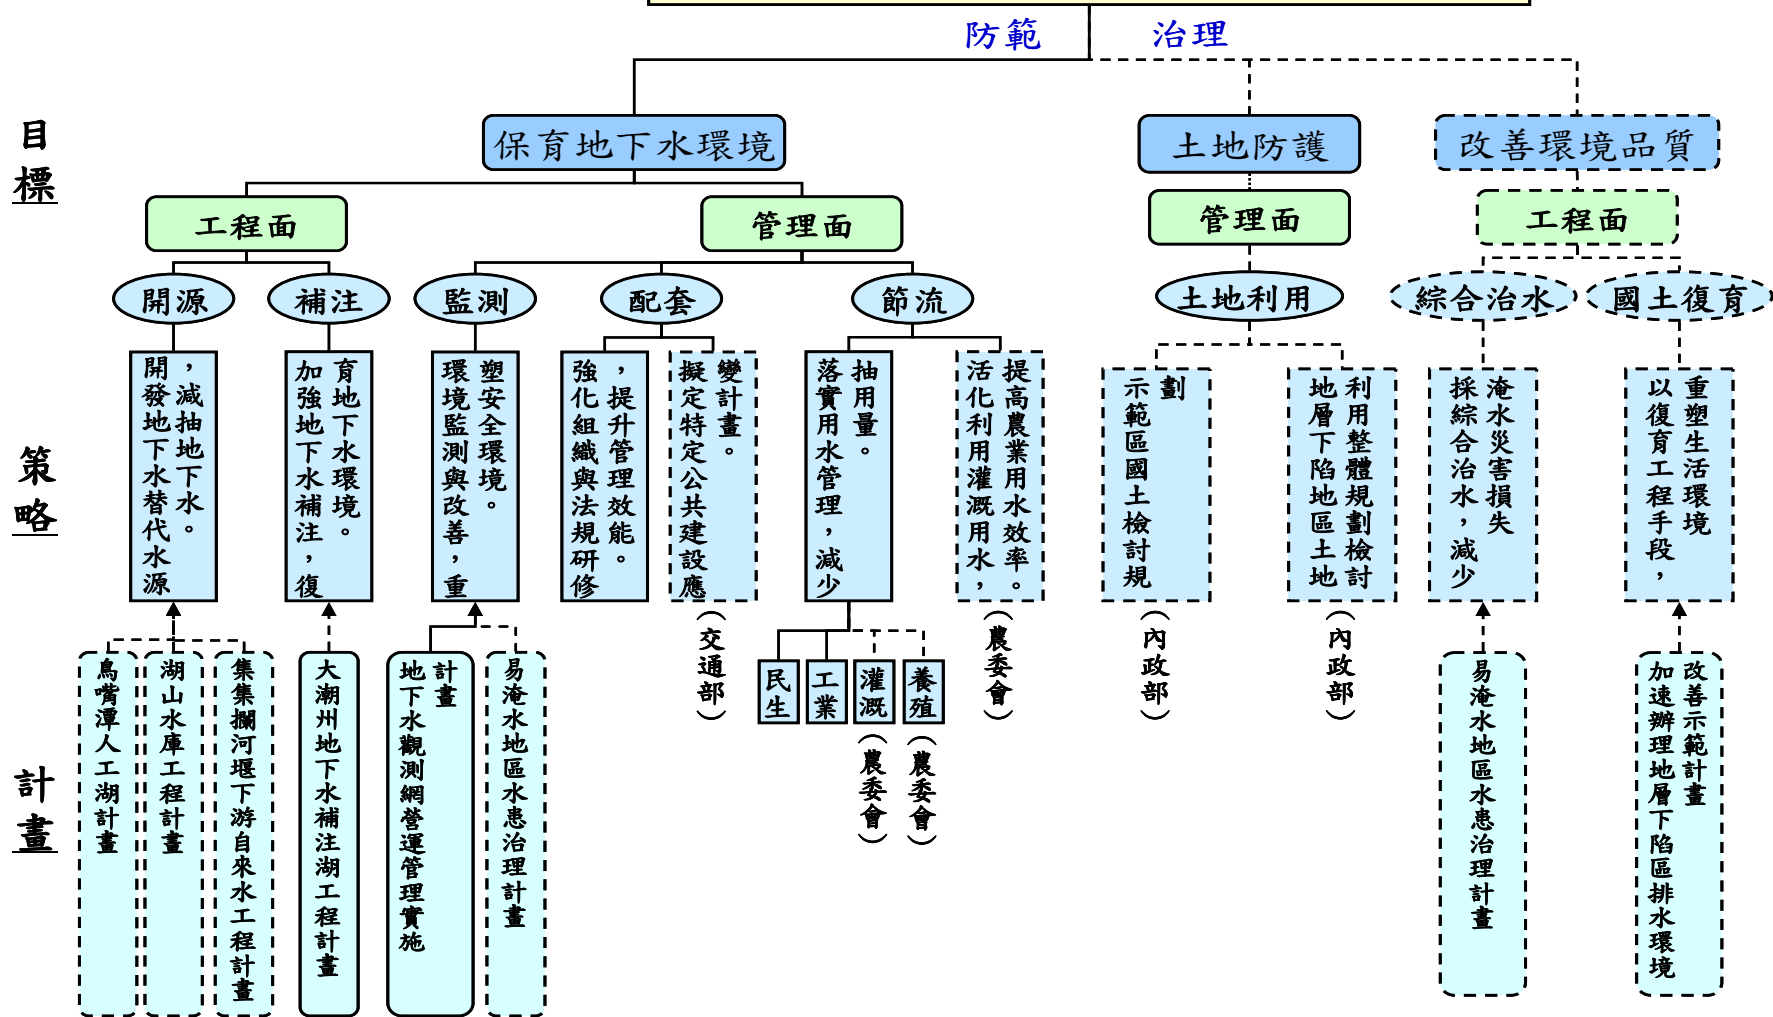 防範
治理
目標
保育地下水環境
土地防護
改善環境品質
工程面
管理面
管理面
工程面
開源
補注
監測
配套
節流
土地利用
綜合治水
國土復育
策略
開發地下水替代水源
，減抽地下水。
加強地下水補注，復
育地下水環境。
環境監測與改善，重
塑安全環境。
強化組織與法規研修
，提升管理效能。
擬定特定公共建設應
變計畫。
（交通部）
落實用水管理，減少
抽用量。
活化利用灌溉用水，
提高農業用水效率。
（農委會）
示範區國土檢討規
劃
（內政部）
地層下陷地區土地
利用整體規劃檢討
（內政部）
採綜合治水，減少
淹水災害損失
以復育工程手段，
重塑生活環境
民生
工業
灌溉
（農委會）
養殖
（農委會）
計畫
鳥嘴潭人工湖計畫
湖山水庫工程計畫
集集攔河堰下游自來水工程計畫
大潮州地下水補注湖工程計畫
地下水觀測網營運管理實施
計畫
易淹水地區水患治理計畫
易淹水地區水患治理計畫
加速辦理地層下陷區排水環境
改善示範計畫